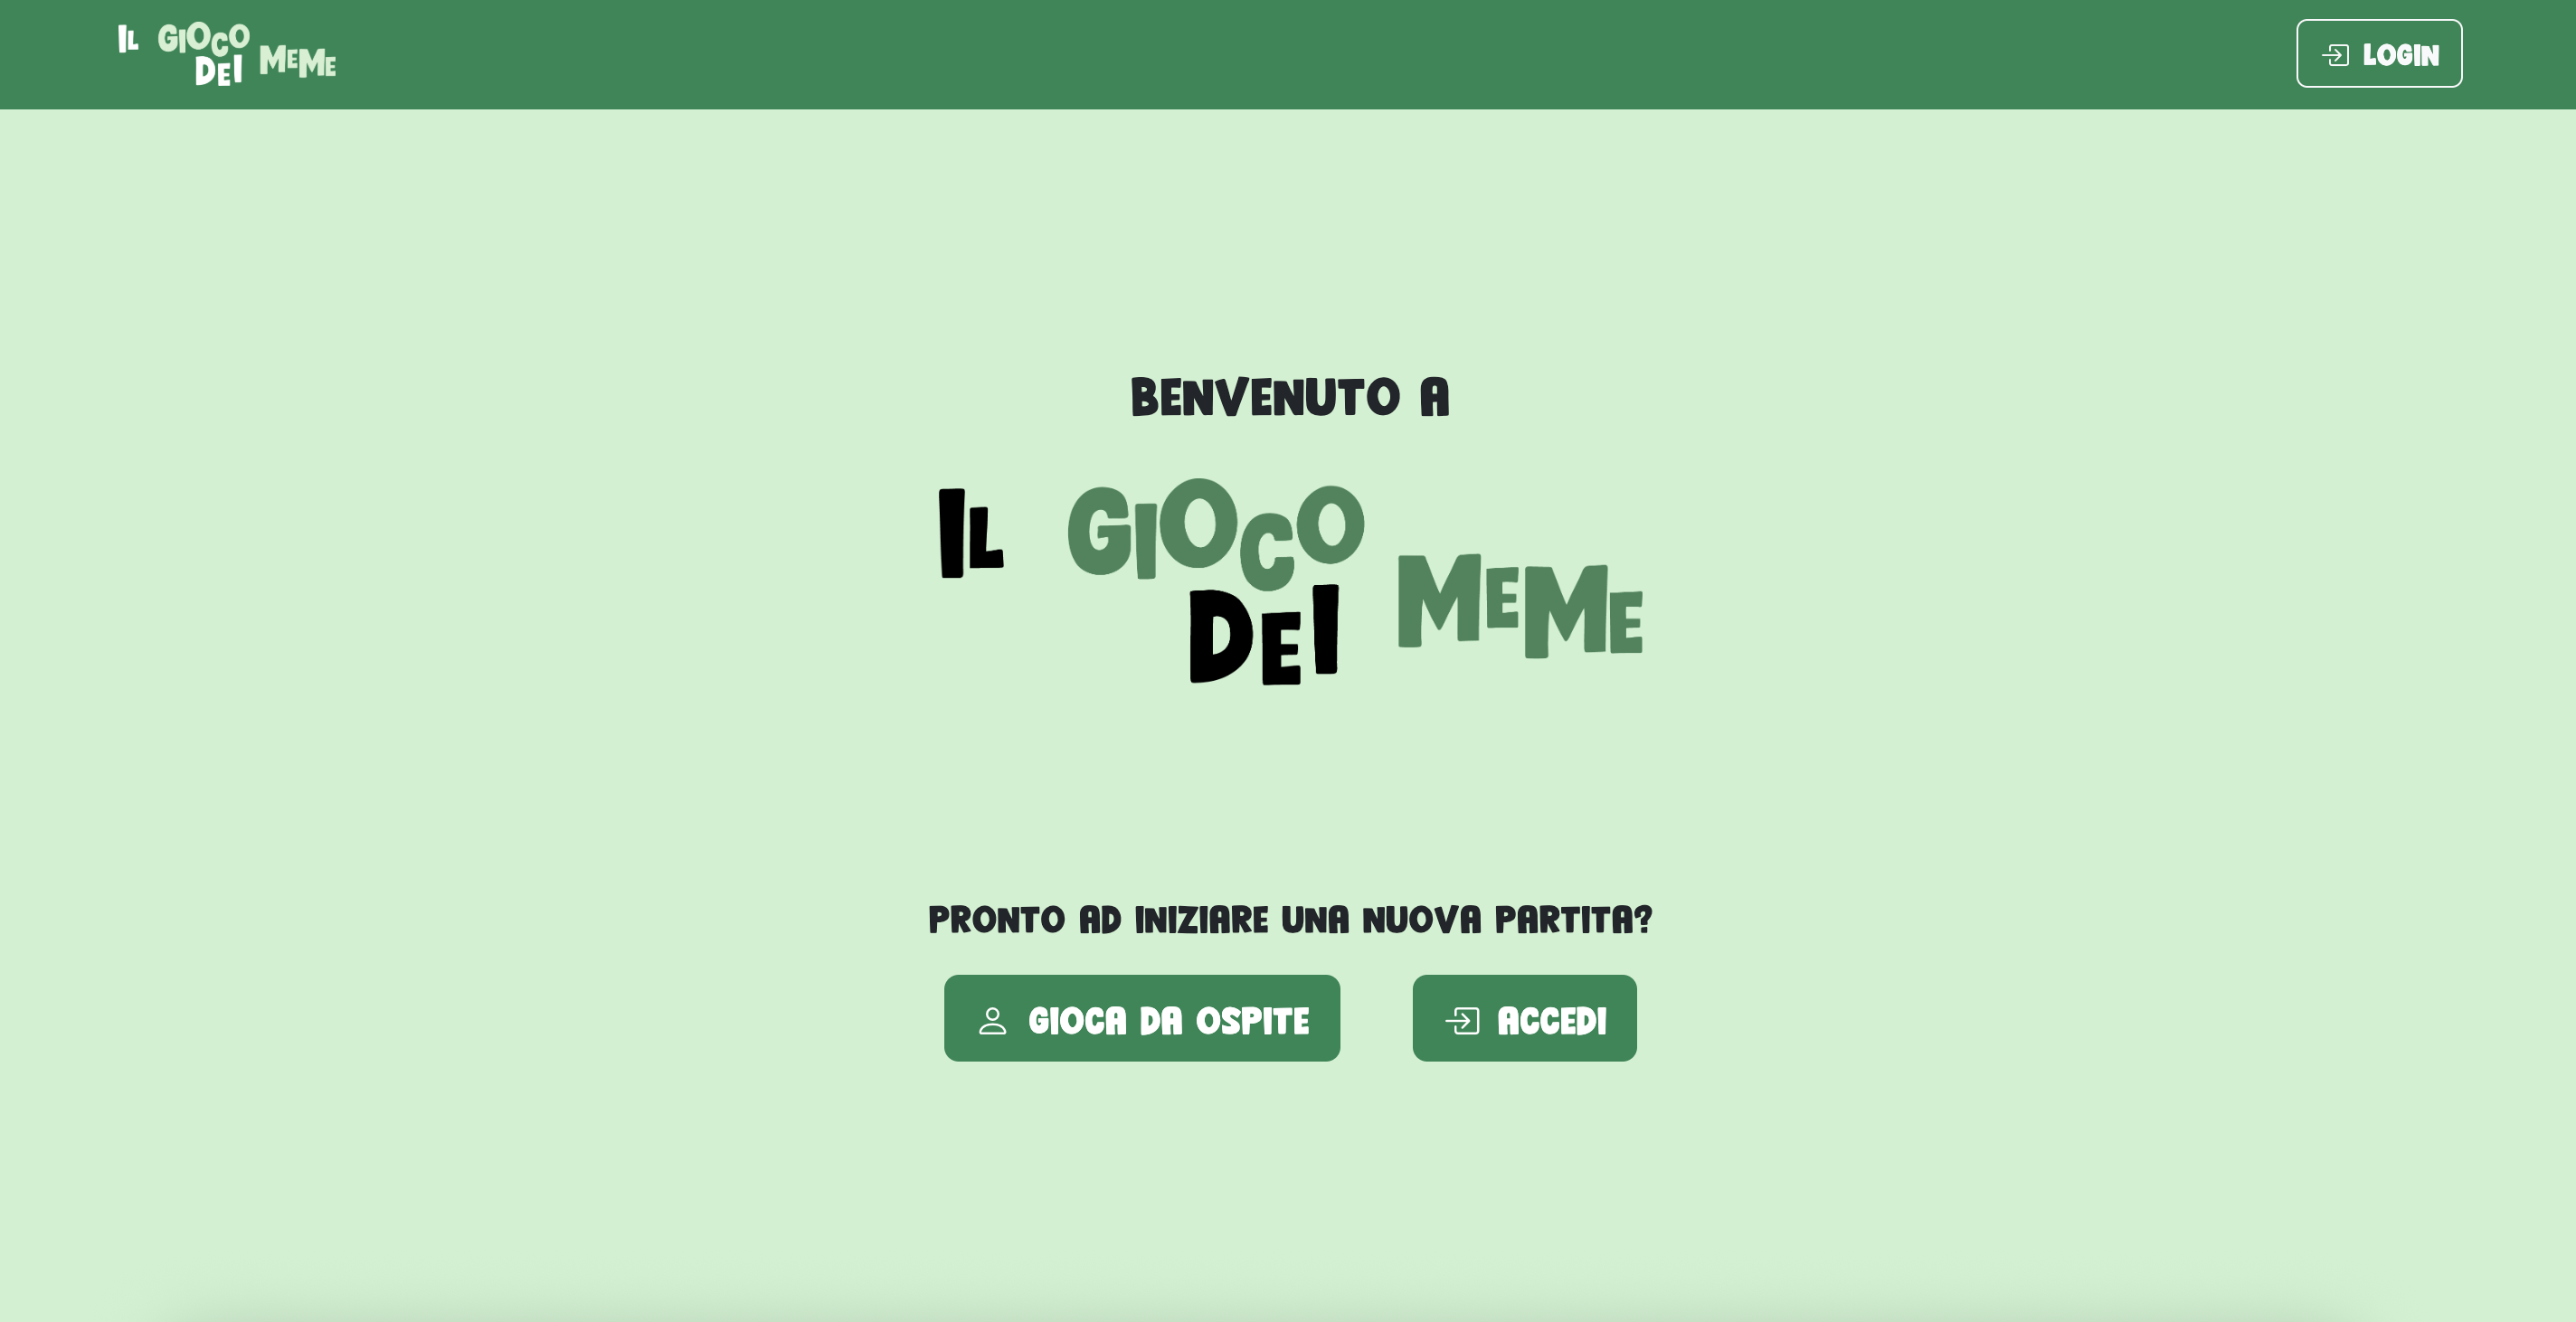 IL GIOCO
DEI MEME
LOGIN
BENVENUTO A
IL GIOCO
DEI MEME
PRONTO AD INIZIARE UNA NUOVA PARTITA?
GIOCA DA OSPITE
ACCEDI